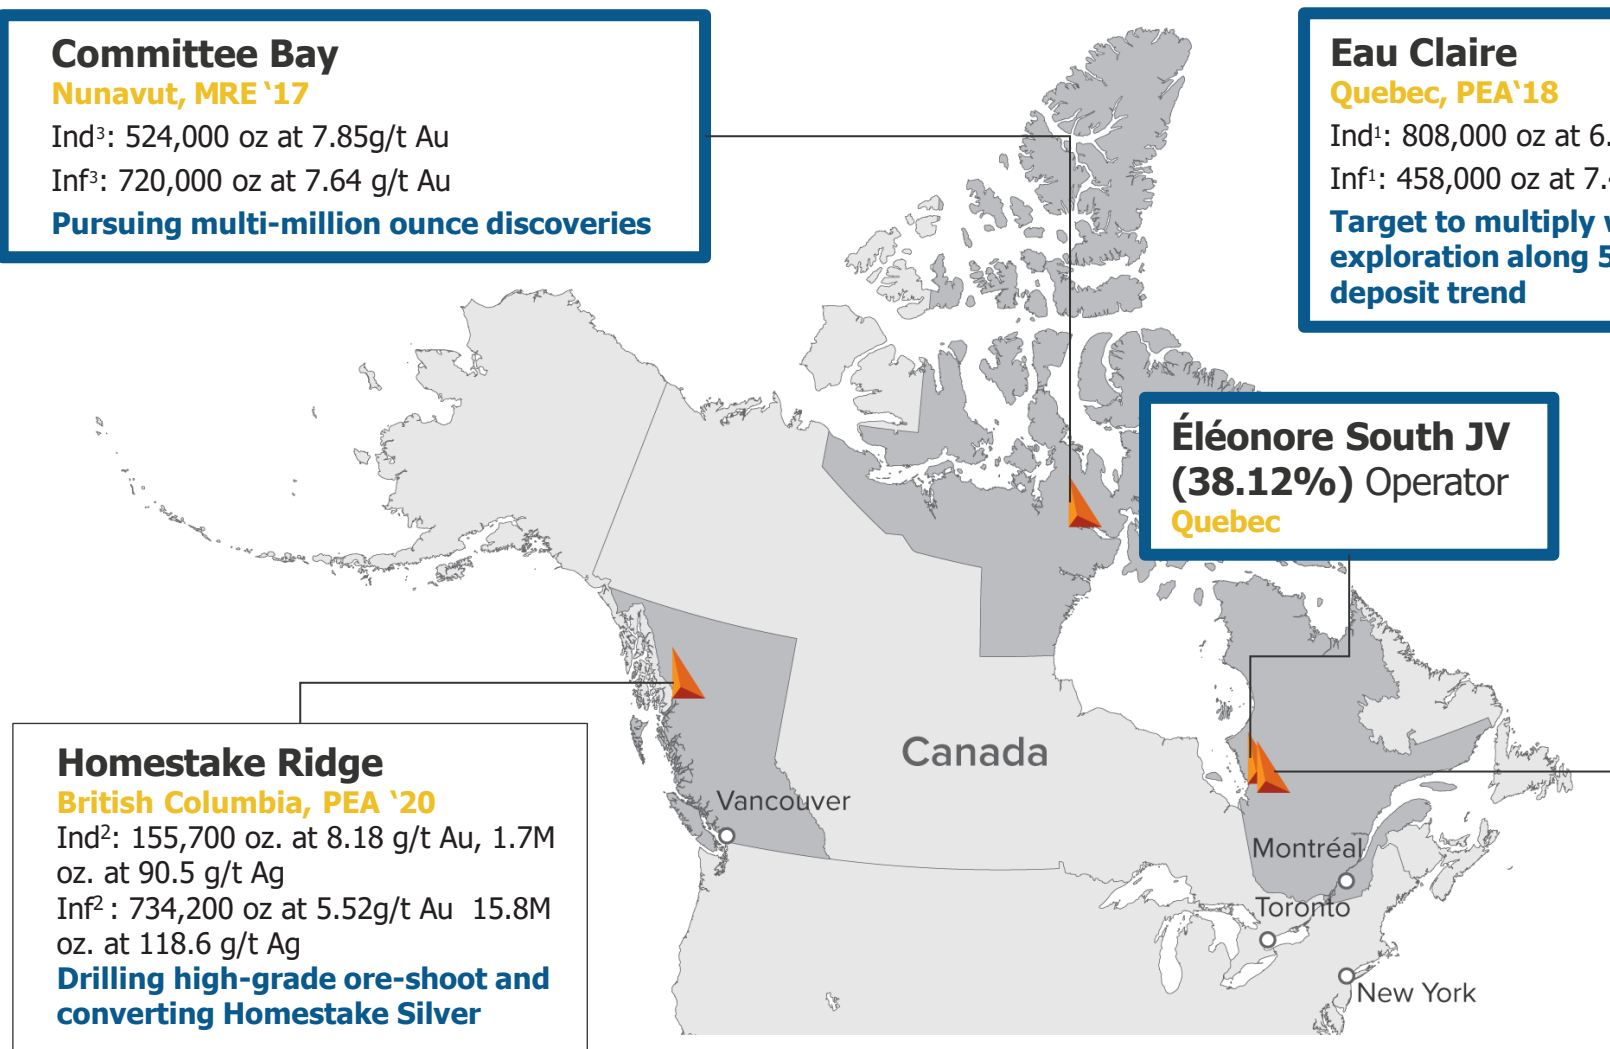 Committee Bay
Nunavut, MRE ‘17
Ind³: 524,000 oz at 7.85g/t Au
Inf³: 720,000 oz at 7.64 g/t Au
Pursuing multi-million ounce discoveries
Eau Claire
Quebec, PEA‘18
Ind¹: 808,000 oz at 6.
Inf¹: 458,000 oz at 7.
Target to multiply
exploration along 5
deposit trend
Éléonore South JV
(38.12%) Operator
Quebec
Homestake Ridge
British Columbia, PEA ‘20
Ind²: 155,700 oz. at 8.18 g/t Au, 1.7M
oz. at 90.5 g/t Ag
Inf² : 734,200 oz at 5.52g/t Au 15.8M
oz. at 118.6 g/t Ag
Drilling high-grade ore-shoot and
converting Homestake Silver
Canada
Vancouver
Montréal
Toronto
New York